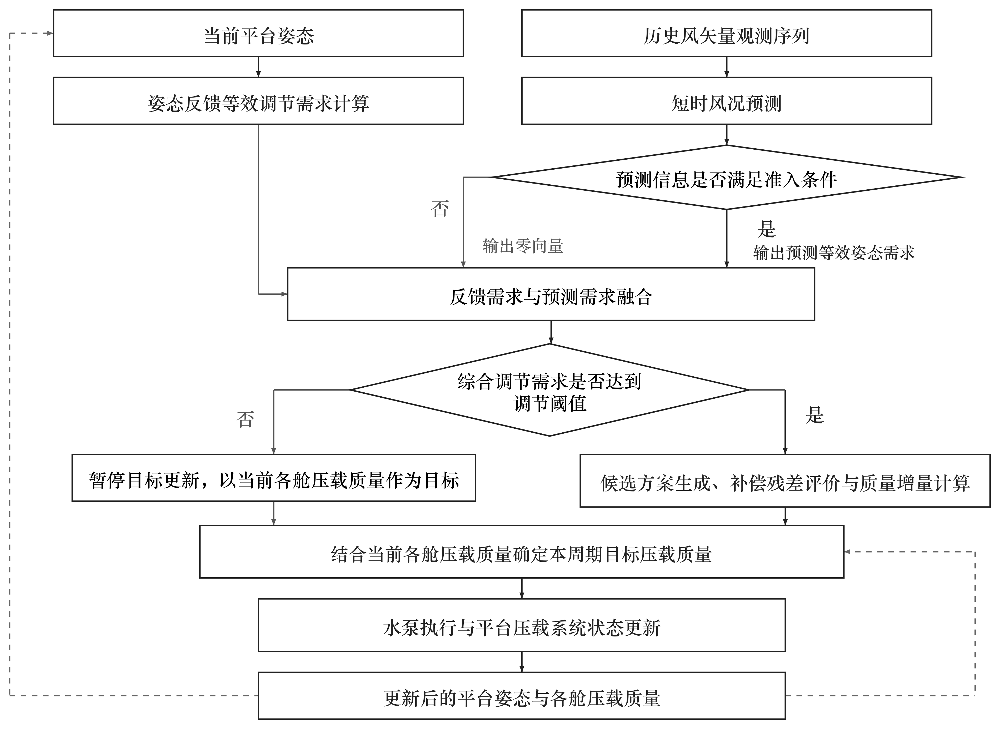 当前平台姿态
历史风矢量观测序列
姿态反馈等效调节需求计算
短时风况预测
预测信息是否满足准入条件
否
是
输出零向量
输出预测等效姿态需求
反馈需求与预测需求融合
综合调节需求是否达到
调节阈值
否
是
暂停目标更新，以当前各舱压载质量作为目标
候选方案生成、补偿残差评价与质量增量计算
结合当前各舱压载质量确定本周期目标压载质量
水泵执行与平台压载系统状态更新
更新后的平台姿态与各舱压载质量